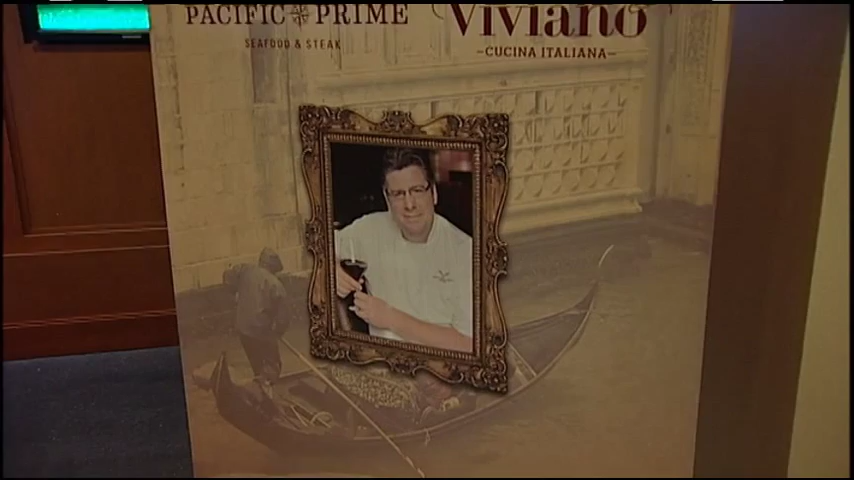 PACIFIC PRIME
SEAFOOD & STEAK
Viviano
–CUCINA ITALIANA–